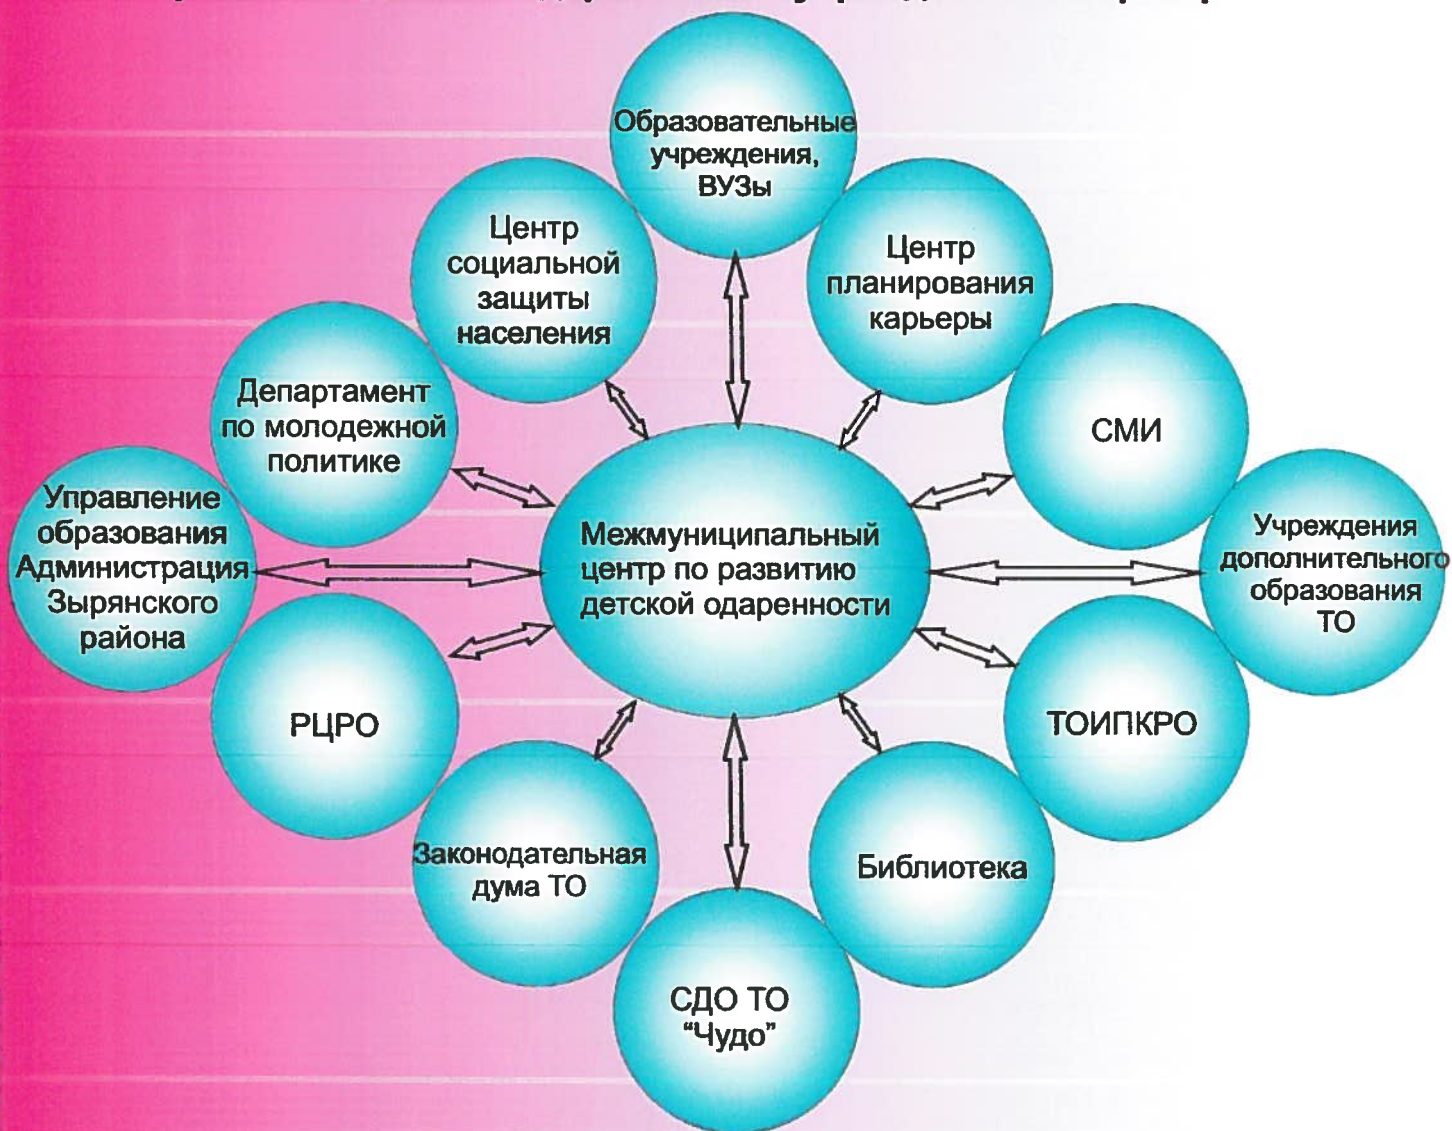 Образовательные
учреждения,
ВУЗы
Центр
социальной
защиты
населения
Центр
планирования
карьеры
Департамент
по молодежной
политике
СМИ
Управление
образования
Администрация
Зырянского
района
Межмуниципальный
центр по развитию
детской одаренности
Учреждения
дополнительного
образования
ТО
РЦРО
ТОИПКРО
Законодательная
дума ТО
Библиотека
СДО ТО
"Чудо"